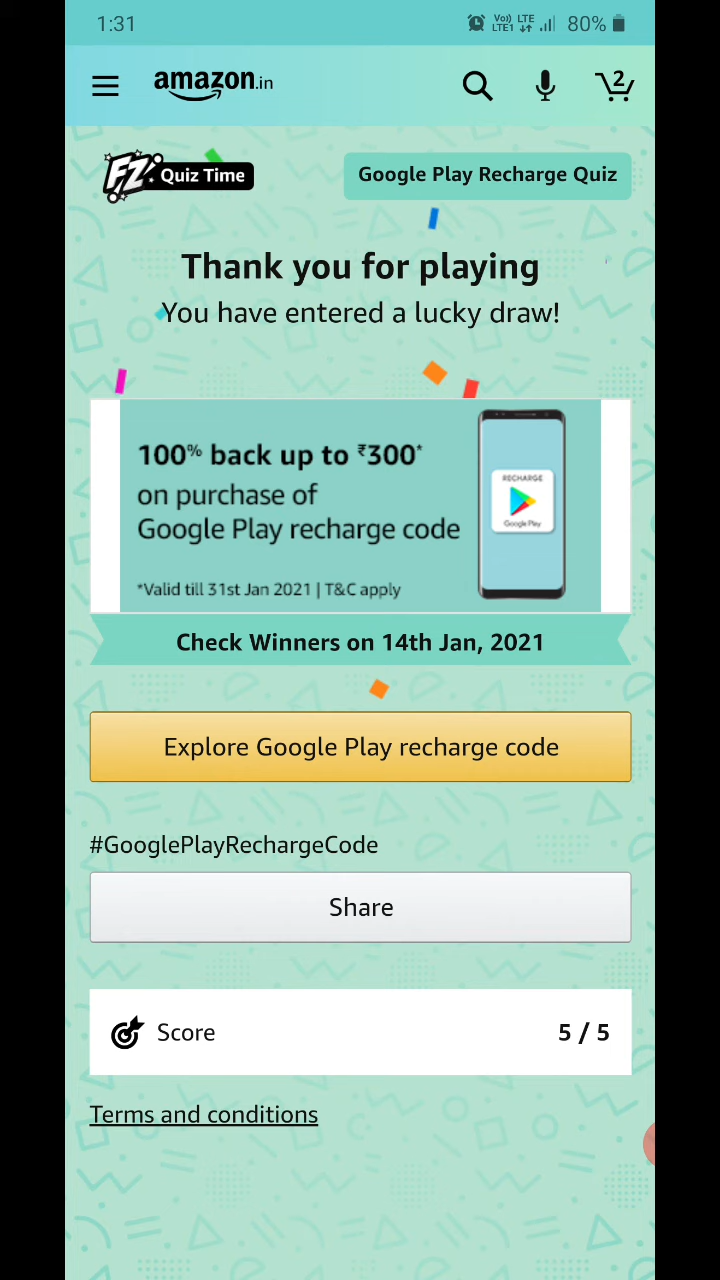 1:31
Vo)) LTE
LTE1
80%
amazon.in
2
FZ Quiz Time
Google Play Recharge Quiz
Thank you for playing
You have entered a lucky draw!
100% back up to ₹300*
on purchase of
Google Play recharge code
*Valid till 31st Jan 2021 | T&C apply
RECHARGE
Google Play
Check Winners on 14th Jan, 2021
Explore Google Play recharge code
#GooglePlayRechargeCode
Share
Score 5 / 5
Terms and conditions